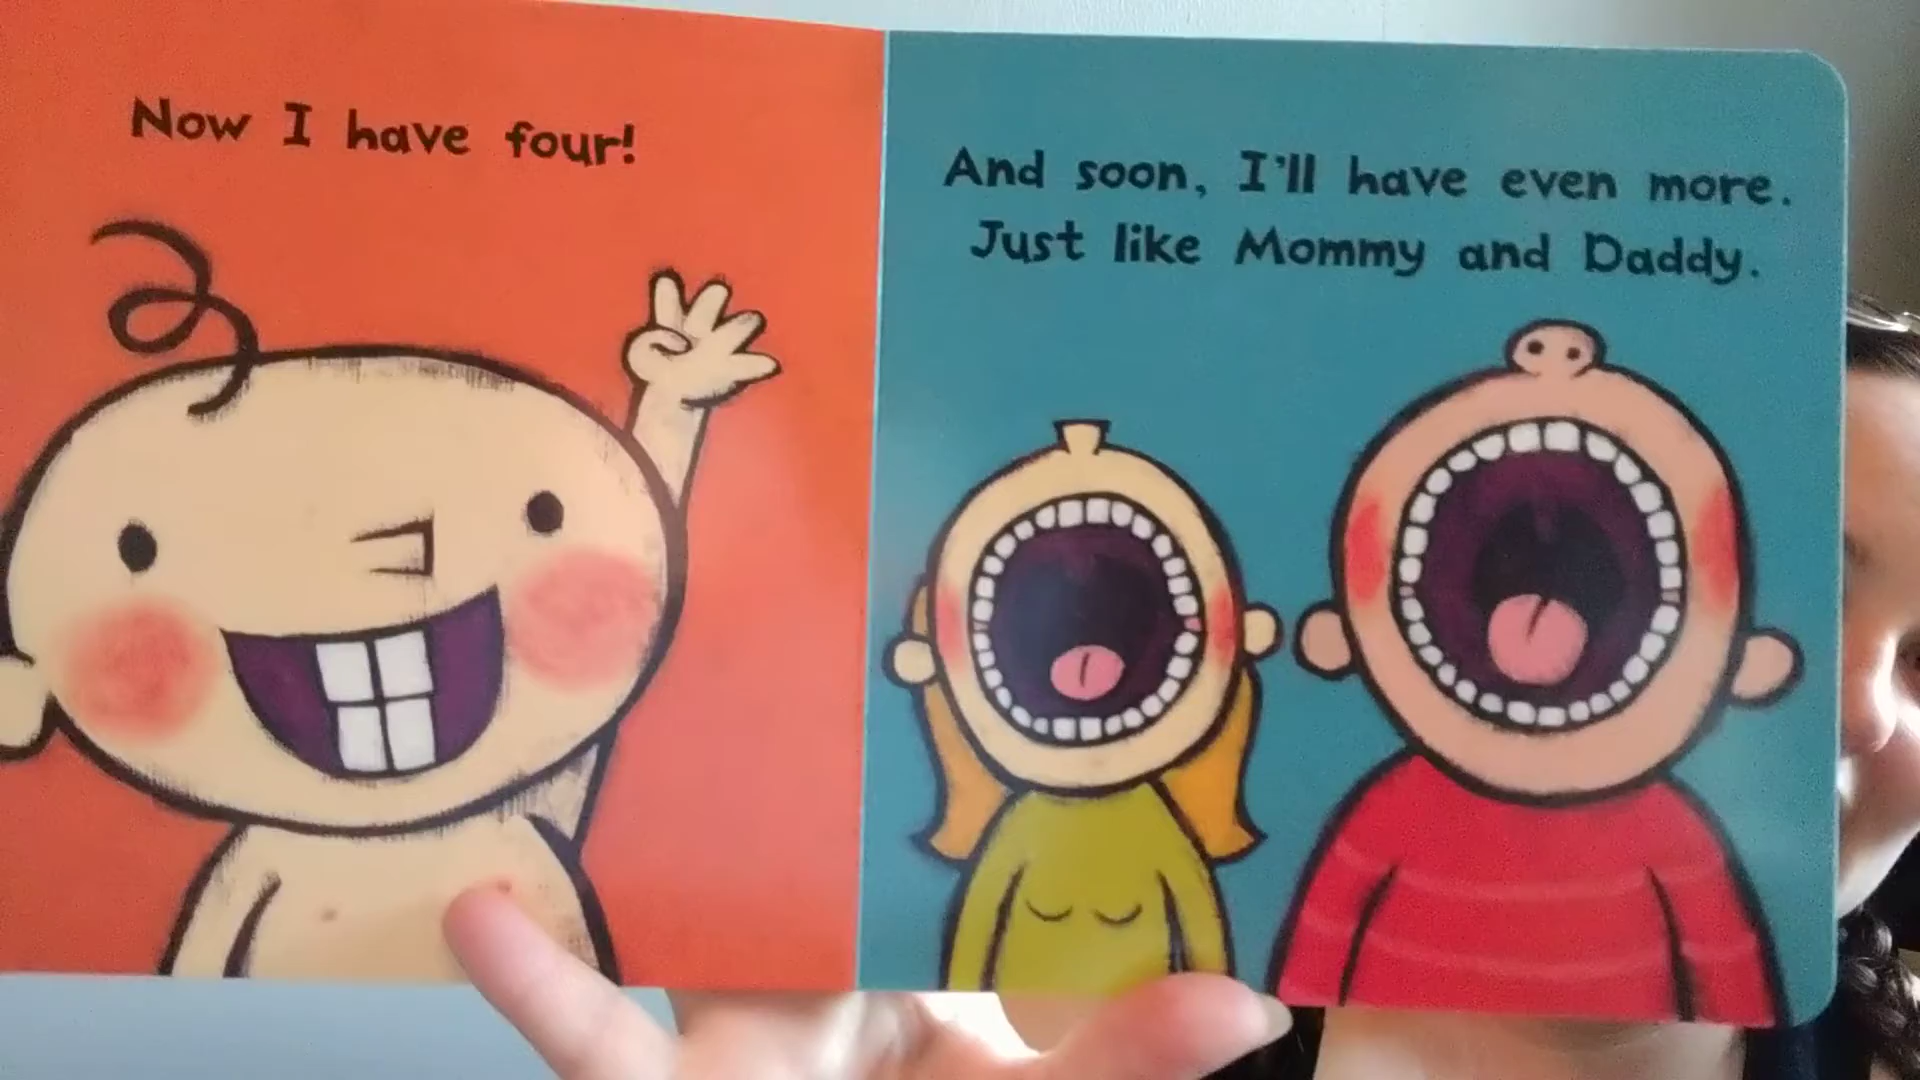 Now I have four!
And soon, I'll have even more.
Just like Mommy and Daddy.